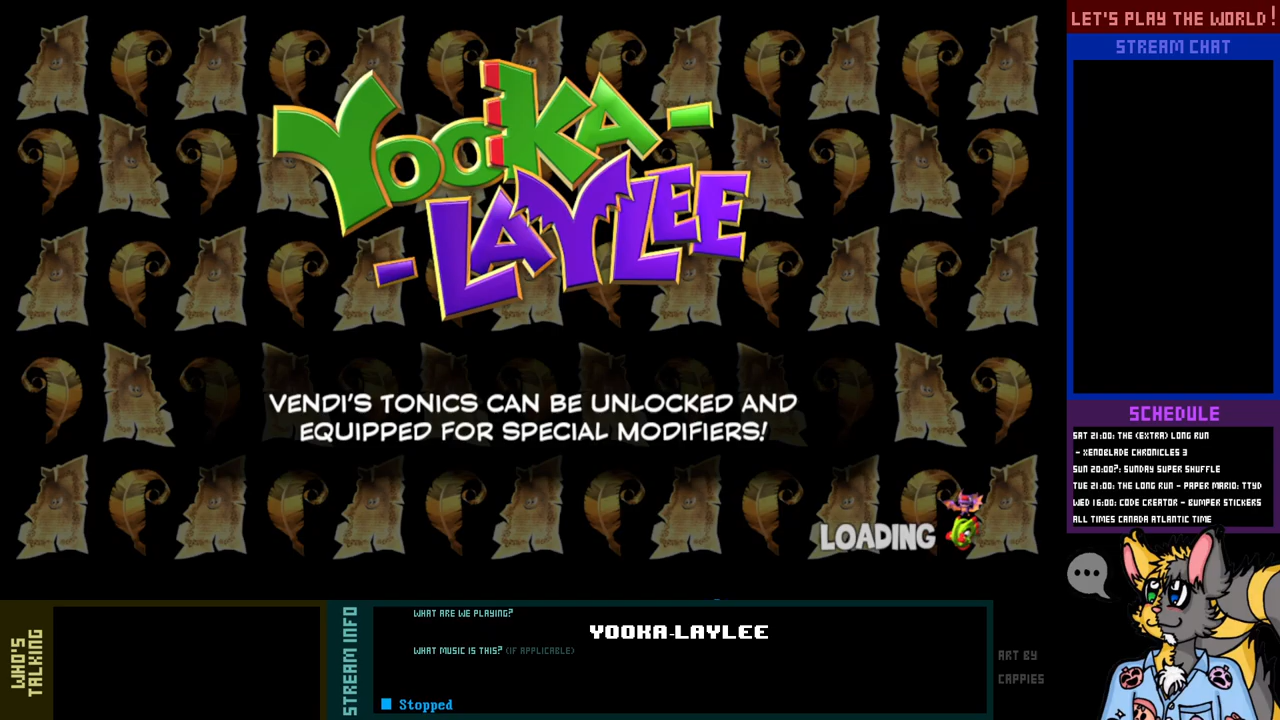 YOOKA-
-LAYLEE
VENDI'S TONICS CAN BE UNLOCKED AND
EQUIPPED FOR SPECIAL MODIFIERS!
LOADING
LET'S PLAY THE WORLD!
STREAM CHAT
SCHEDULE
SAT 21:00: THE (EXTRA) LONG RUN
- XENOBLADE CHRONICLES 3
SUN 20:00?: SUNDAY SUPER SHUFFLE
TUE 21:00: THE LONG RUN - PAPER MARIO: TTYD
WED 16:00: CODE CREATOR - BUMPER STICKERS
ALL TIMES CANADA ATLANTIC TIME
...
WHO'S
TALKING
STREAM INFO
WHAT ARE WE PLAYING?
YOOKA-LAYLEE
WHAT MUSIC IS THIS? (IF APPLICABLE)
Stopped
ART BY
CAPPIES